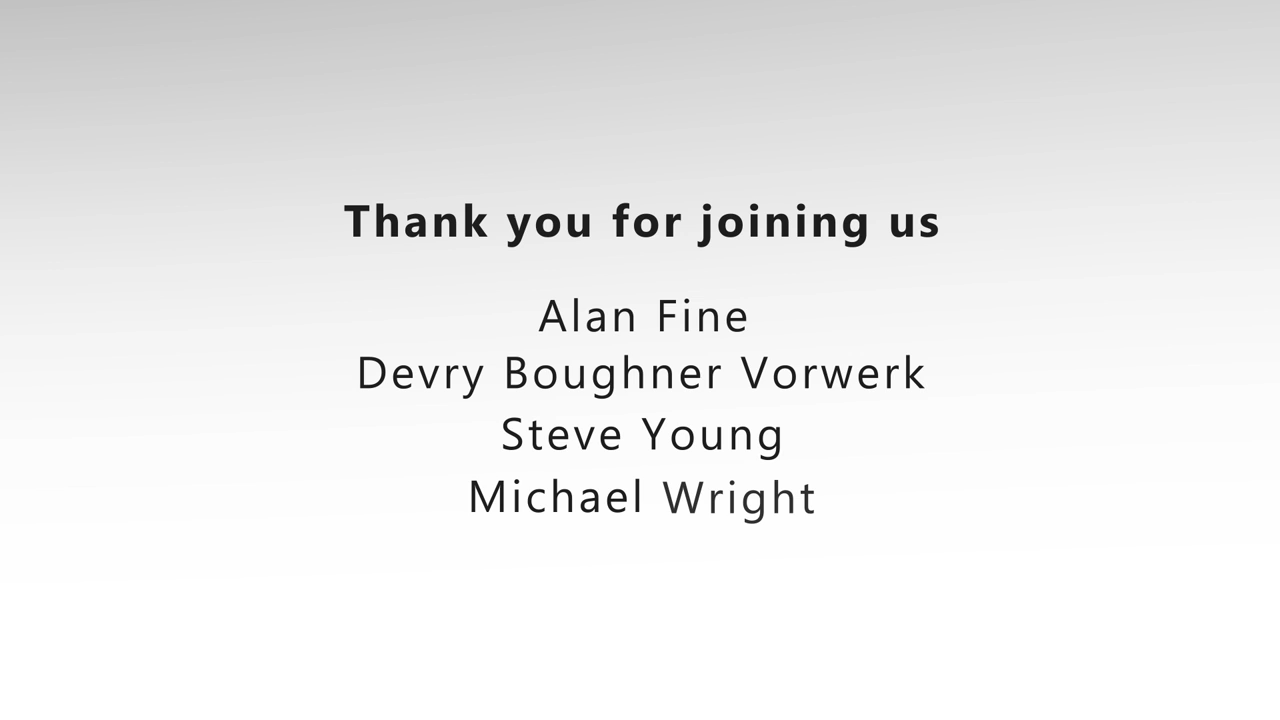 Thank you for joining us
Alan Fine
Devry Boughner Vorwerk
Steve Young
Michael Wright